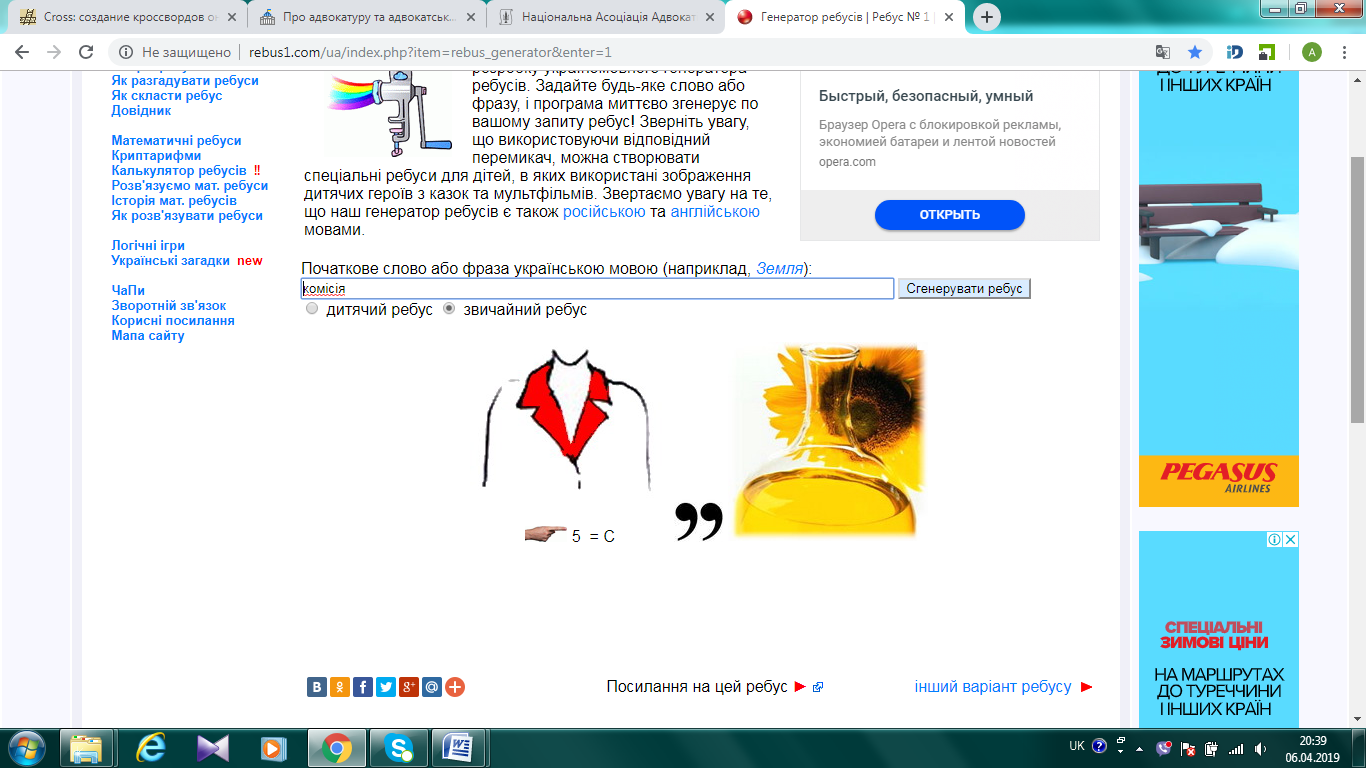 Cross: создание кроссвордов он
Про адвокатуру та адвокатськ...
Національна Асоціація Адвокат
Генератор ребусів | Ребус № 1 |
Не защищено
rebus1.com/ua/index.php?item=rebus_generator&enter=1
A
Як разгадувати ребуси
Як скласти ребус
Довідник
Математичні ребуси
Криптарифми
Калькулятор ребусів !!
Розв'язуємо мат. ребуси
Історія мат. ребусів
Як розв'язувати ребуси
Логічні ігри
Українські загадки new
ЧаПи
Зворотній зв'язок
Корисні посилання
Мапа сайту
розробку україномовного генератора
ребусів. Задайте будь-яке слово або
фразу, і програма миттєво згенерує по
вашому запиту ребус! Зверніть увагу,
що використовуючи відповідний
перемикач, можна створювати
спеціальні ребуси для дітей, в яких використані зображення
дитячих героїв з казок та мультфільмів. Звертаємо увагу на те,
що наш генератор ребусів є також російською та англійською
мовами.
Быстрый, безопасный, умный
Браузер Opera с блокировкой рекламы,
экономией батареи и лентой новостей
opera.com
ОТКРЫТЬ
Початкове слово або фраза українською мовою (наприклад, Земля):
комісія
Сгенерувати ребус
дитячий ребус звичайний ребус
5 = С
”
Посилання на цей ребус
інший варіант ребусу
ДО ТУРЕЧЧИНИ
І ІНШИХ КРАЇН
PEGASUS
AIRLINES
СПЕЦІАЛЬНІ
ЗИМОВІ ЦІНИ
НА МАРШРУТАХ
ДО ТУРЕЧЧИНИ
І ІНШИХ КРАЇН
UK
20:39
06.04.2019